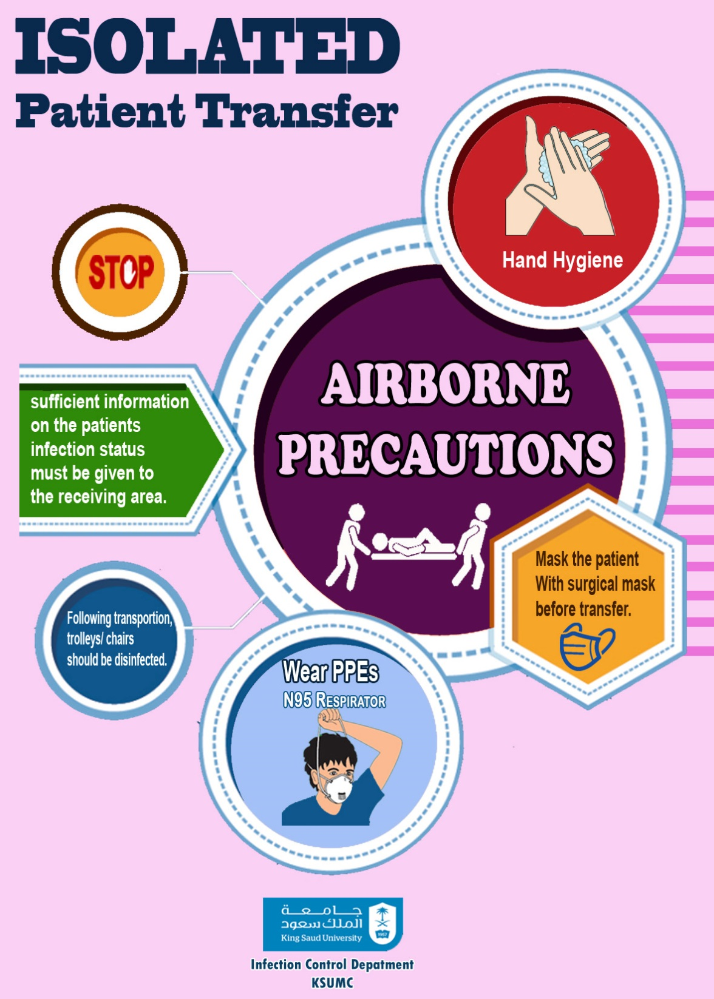 ISOLATED
Patient Transfer
Hand Hygiene
STOP
AIRBORNE
PRECAUTIONS
sufficient information
on the patients
infection status
must be given to
the receiving area.
Mask the patient
With surgical mask
before transfer.
Following transportion,
trolleys/ chairs
should be disinfected.
Wear PPEs
N95 RESPIRATOR
جامعة
الملك سعود
King Saud University
1957
Infection Control Depatment
KSUMC